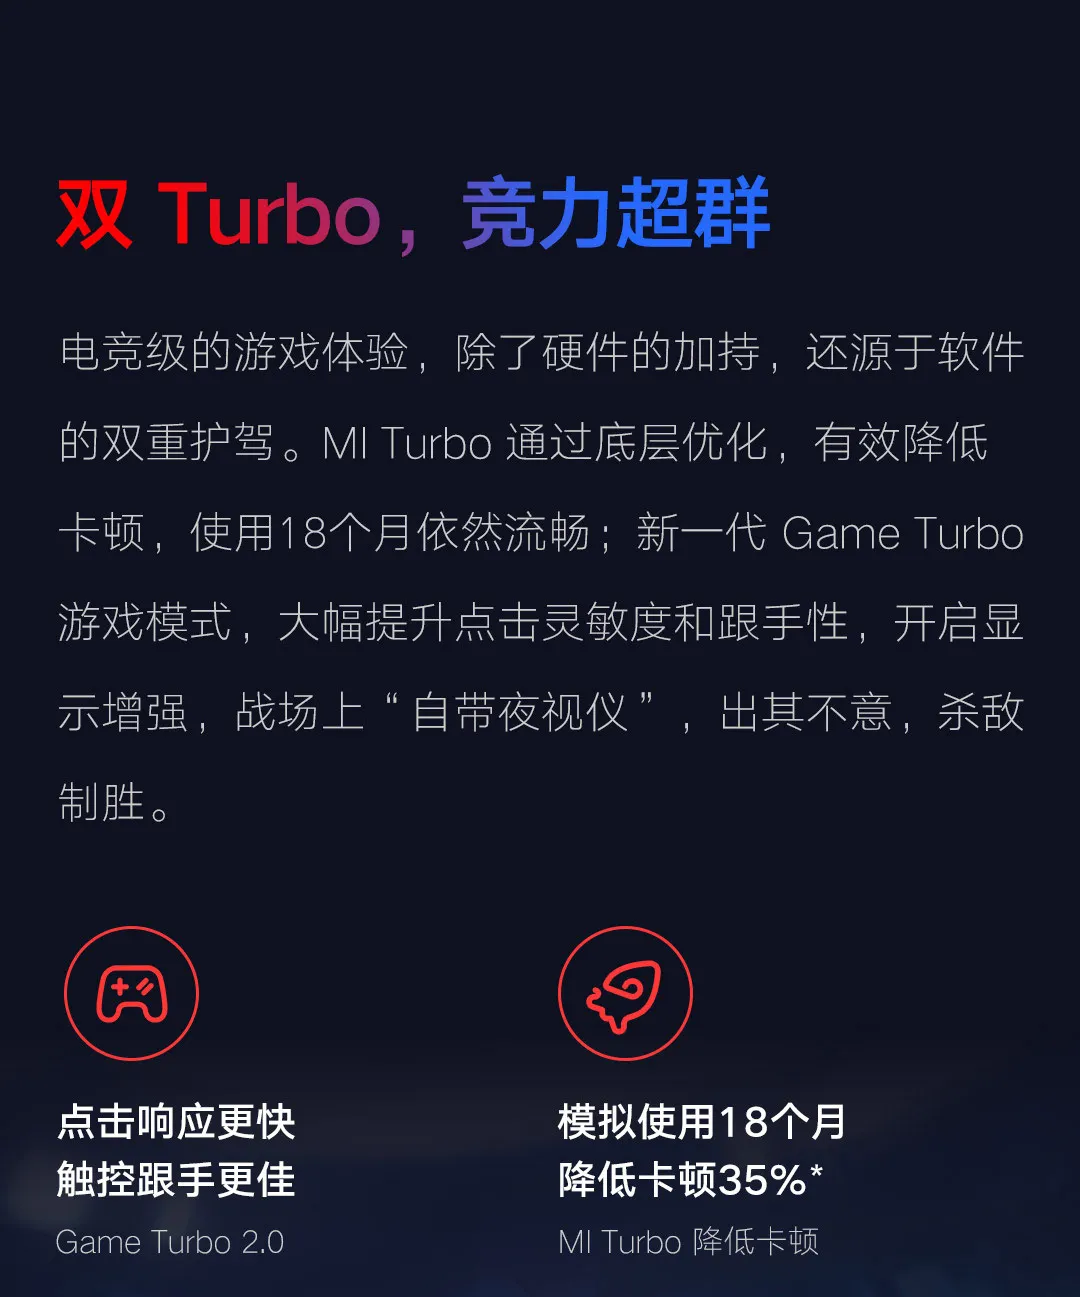 双 Turbo，竞力超群
电竞级的游戏体验，除了硬件的加持，还源于软件
的双重护驾。MI Turbo 通过底层优化，有效降低
卡顿，使用18个月依然流畅；新一代 Game Turbo
游戏模式，大幅提升点击灵敏度和跟手性，开启显
示增强，战场上“自带夜视仪”，出其不意，杀敌
制胜。
点击响应更快
触控跟手更佳
Game Turbo 2.0
模拟使用18个月
降低卡顿35%*
MI Turbo 降低卡顿